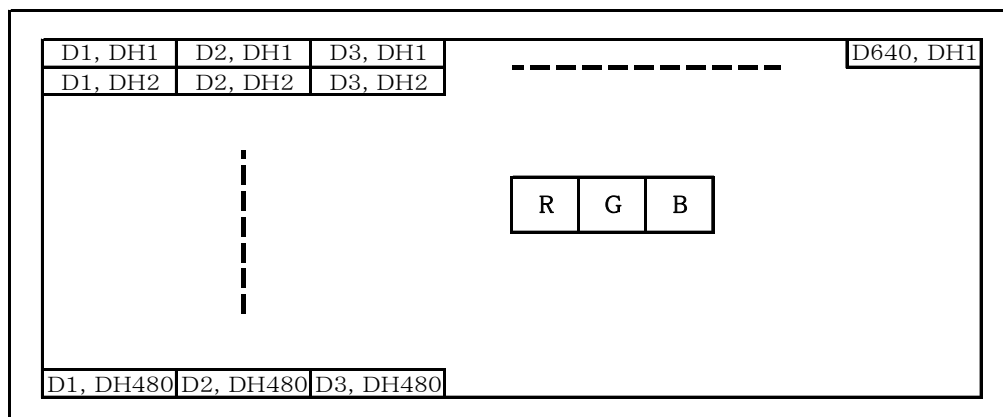 D1, DH1 D2, DH1 D3, DH1 D640, DH1
D1, DH2 D2, DH2 D3, DH2
R G B
D1, DH480 D2, DH480 D3, DH480